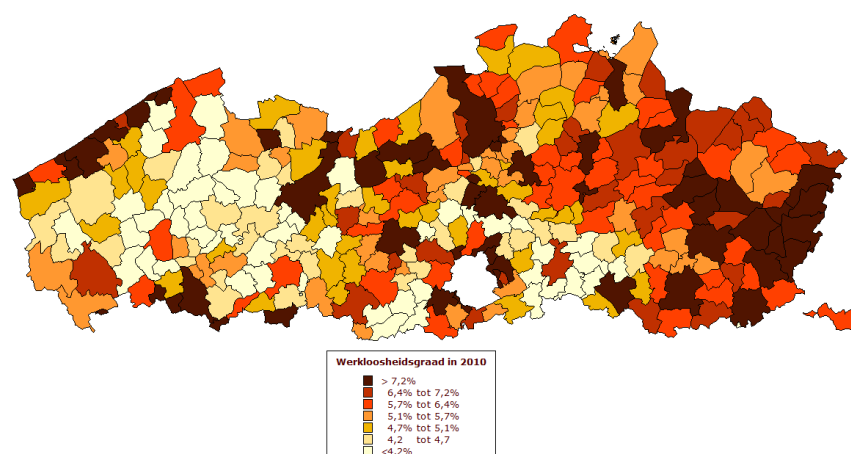 Werkloosheidsgraad in 2010
> 7,2%
6,4% tot 7,2%
5,7% tot 6,4%
5,1% tot 5,7%
4,7% tot 5,1%
4,2 tot 4,7
<4,2%